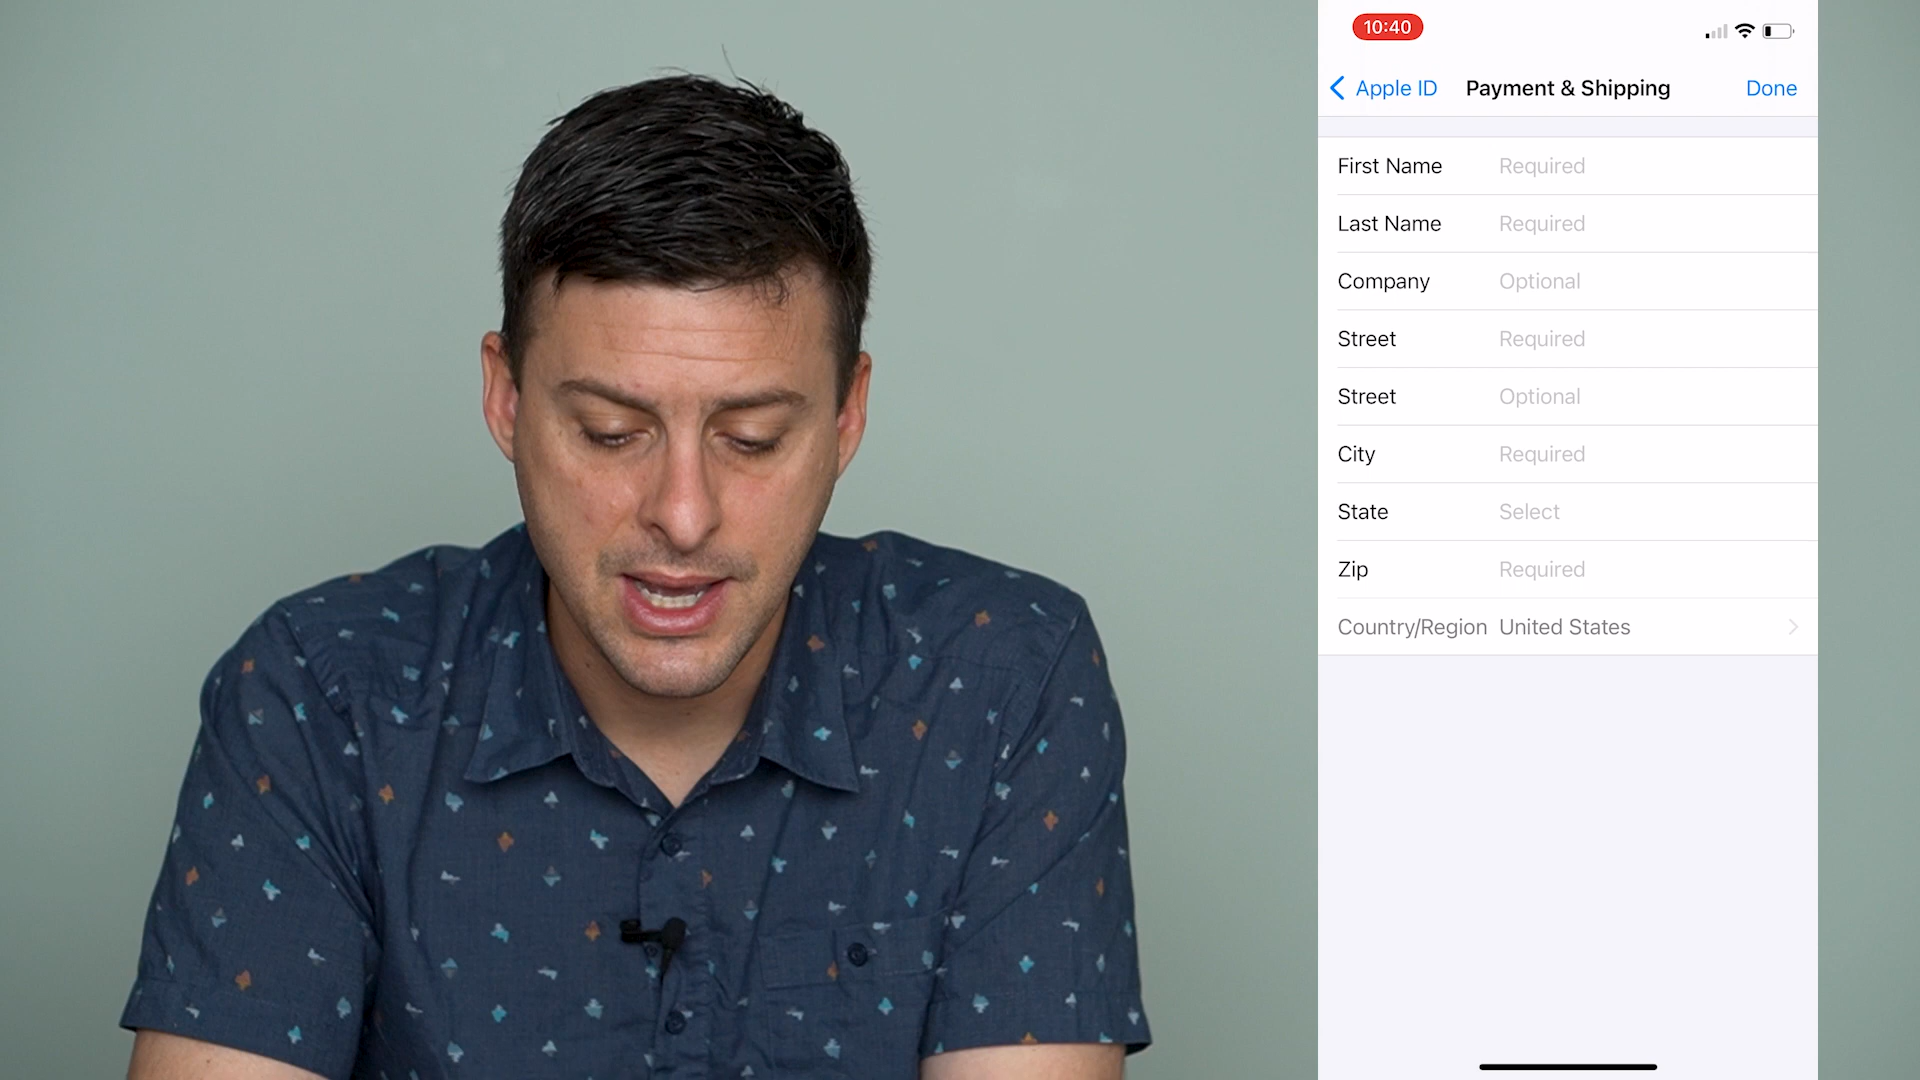 10:40
Apple ID Payment & Shipping Done
First Name Required
Last Name Required
Company Optional
Street Required
Street Optional
City Required
State Select
Zip Required
Country/Region United States